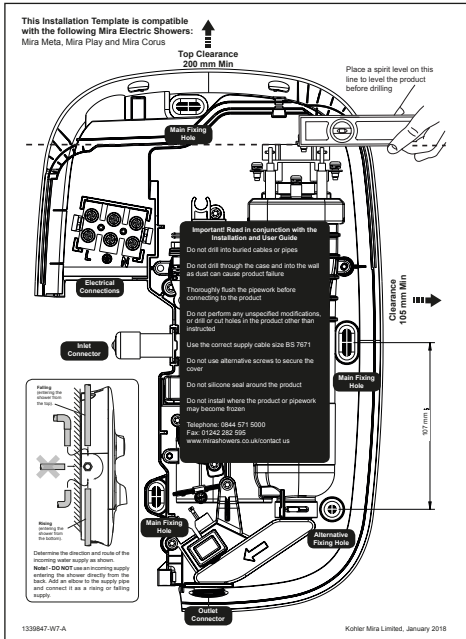 This Installation Template is compatible
with the following Mira Electric Showers:
Mira Meta, Mira Play and Mira Corus
Top Clearance
200 mm Min
Place a spirit level on this
line to level the product
before drilling
Main Fixing
Hole
L
N
Electrical
Connections
Important! Read in conjunction with the
Installation and User Guide
Do not drill into buried cables or pipes
Do not drill through the case and into the wall
as dust can cause product failure
Thoroughly flush the pipework before
connecting to the product
Do not perform any unspecified modifications,
or drill or cut holes in the product other than
instructed
Use the correct supply cable size BS 7671
Do not use alternative screws to secure the
cover
Do not silicone seal around the product
Do not install where the product or pipework
may become frozen
Telephone: 0844 571 5000
Fax: 01242 282 595
www.mirashowers.co.uk/contact us
Clearance
105 mm Min
Inlet
Connector
Main Fixing
Hole
107 mm
Falling
(entering the
shower from
the top).
Rising
(entering the
shower from
the bottom).
Determine the direction and route of the
incoming water supply as shown.
Note! - DO NOT use an incoming supply
entering the shower directly from the
back. Add an elbow to the supply pipe
and connect it as a rising or falling
supply.
Main Fixing
Hole
Alternative
Fixing Hole
Outlet
Connector
1339847-W7-A
Kohler Mira Limited, January 2018